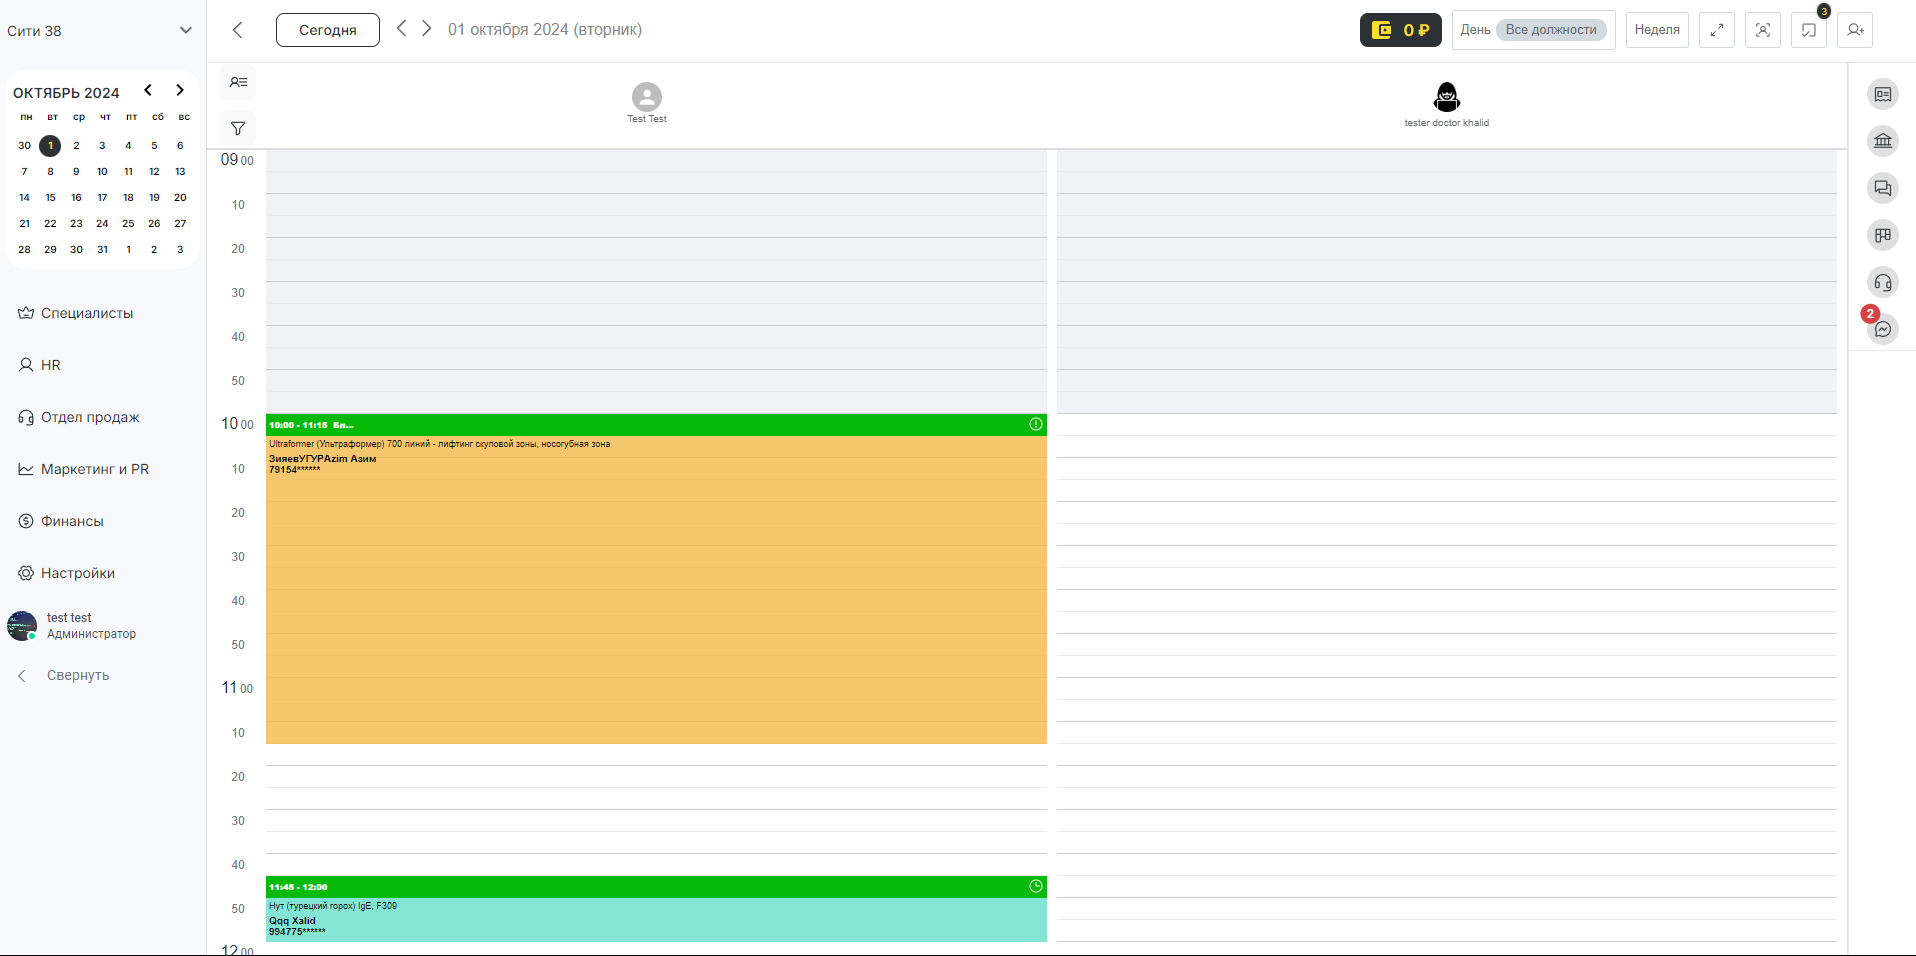 Сити 38
ОКТЯБРЬ 2024
пн вт ср чт пт сб вс
30 1 2 3 4 5 6
7 8 9 10 11 12 13
14 15 16 17 18 19 20
21 22 23 24 25 26 27
28 29 30 31 1 2 3
Специалисты
HR
Отдел продаж
Маркетинг и PR
Финансы
Настройки
test test
Администратор
Свернуть
Сегодня
01 октября 2024 (вторник)
0 ₽
День Все должности
Неделя
3
Test Test
tester doctor khalid
09 00
10
20
30
40
50
10 00
10:00 - 11:15 Бл...
Ultraformer (Ультраформер) 700 линий - лифтинг скуловой зоны, носогубная зона
ЗияевУГУРAzim Азим
79154******
10
20
30
40
50
11 00
10
20
30
40
11:45 - 12:00
Нут (турецкий горох) IgE, F309
Qqq Xalid
994775******
50
12 00
2